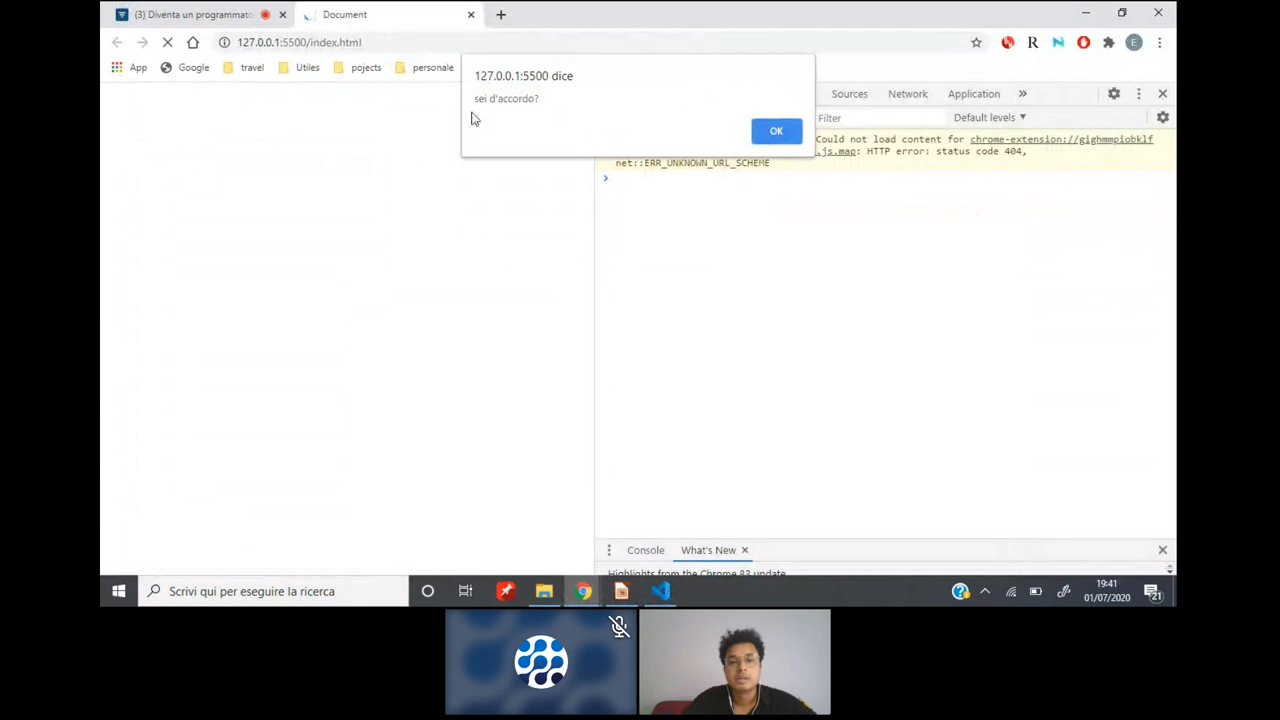 (3) Diventa un programmato
Document
127.0.0.1:5500/index.html
E
App
Google
travel
Utiles
pojects
personale
127.0.0.1:5500 dice
sei d'accordo?
OK
Sources
Network
Application
Filter
Default levels
Could not load content for chrome-extension://gighmmpiobklf
.js.map: HTTP error: status code 404,
net::ERR_UNKNOWN_URL_SCHEME
Console
What's New
Highlights from the Chrome 83 update
Scrivi qui per eseguire la ricerca
19:41
01/07/2020
21